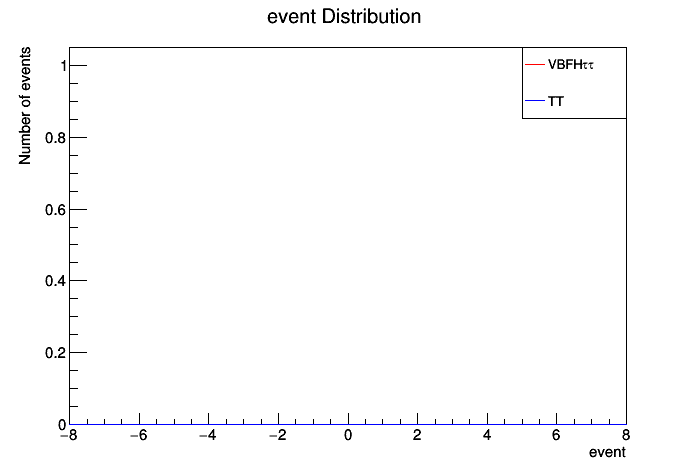 event Distribution
Number of events
1
0.8
0.6
0.4
0.2
0
−8 −6 −4 −2 0 2 4 6 8
event
VBFHττ
TT